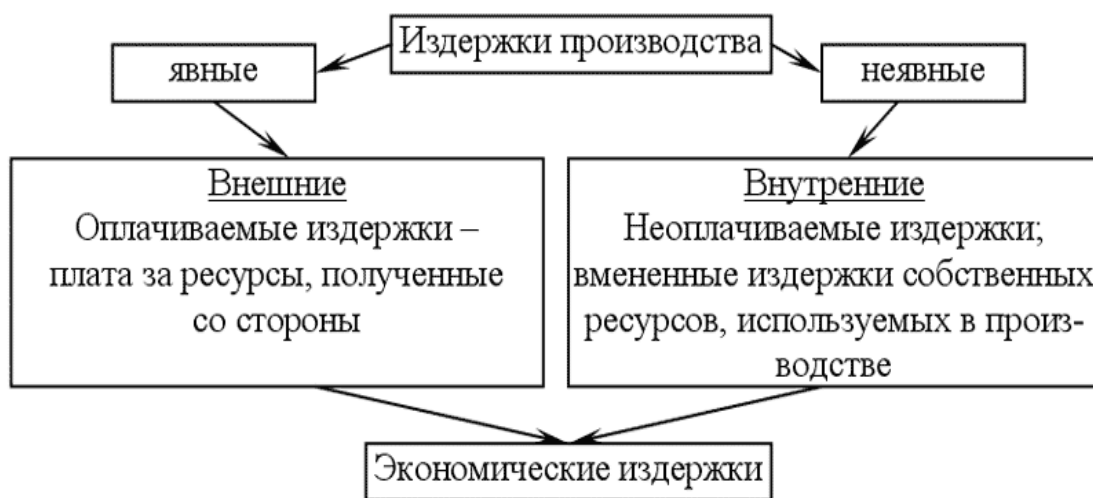 Издержки производства
явные
неявные
Внешние
Оплачиваемые издержки –
плата за ресурсы, полученные
со стороны
Внутренние
Неоплачиваемые издержки;
вмененные издержки собственных
ресурсов, используемых в произ-
водстве
Экономические издержки